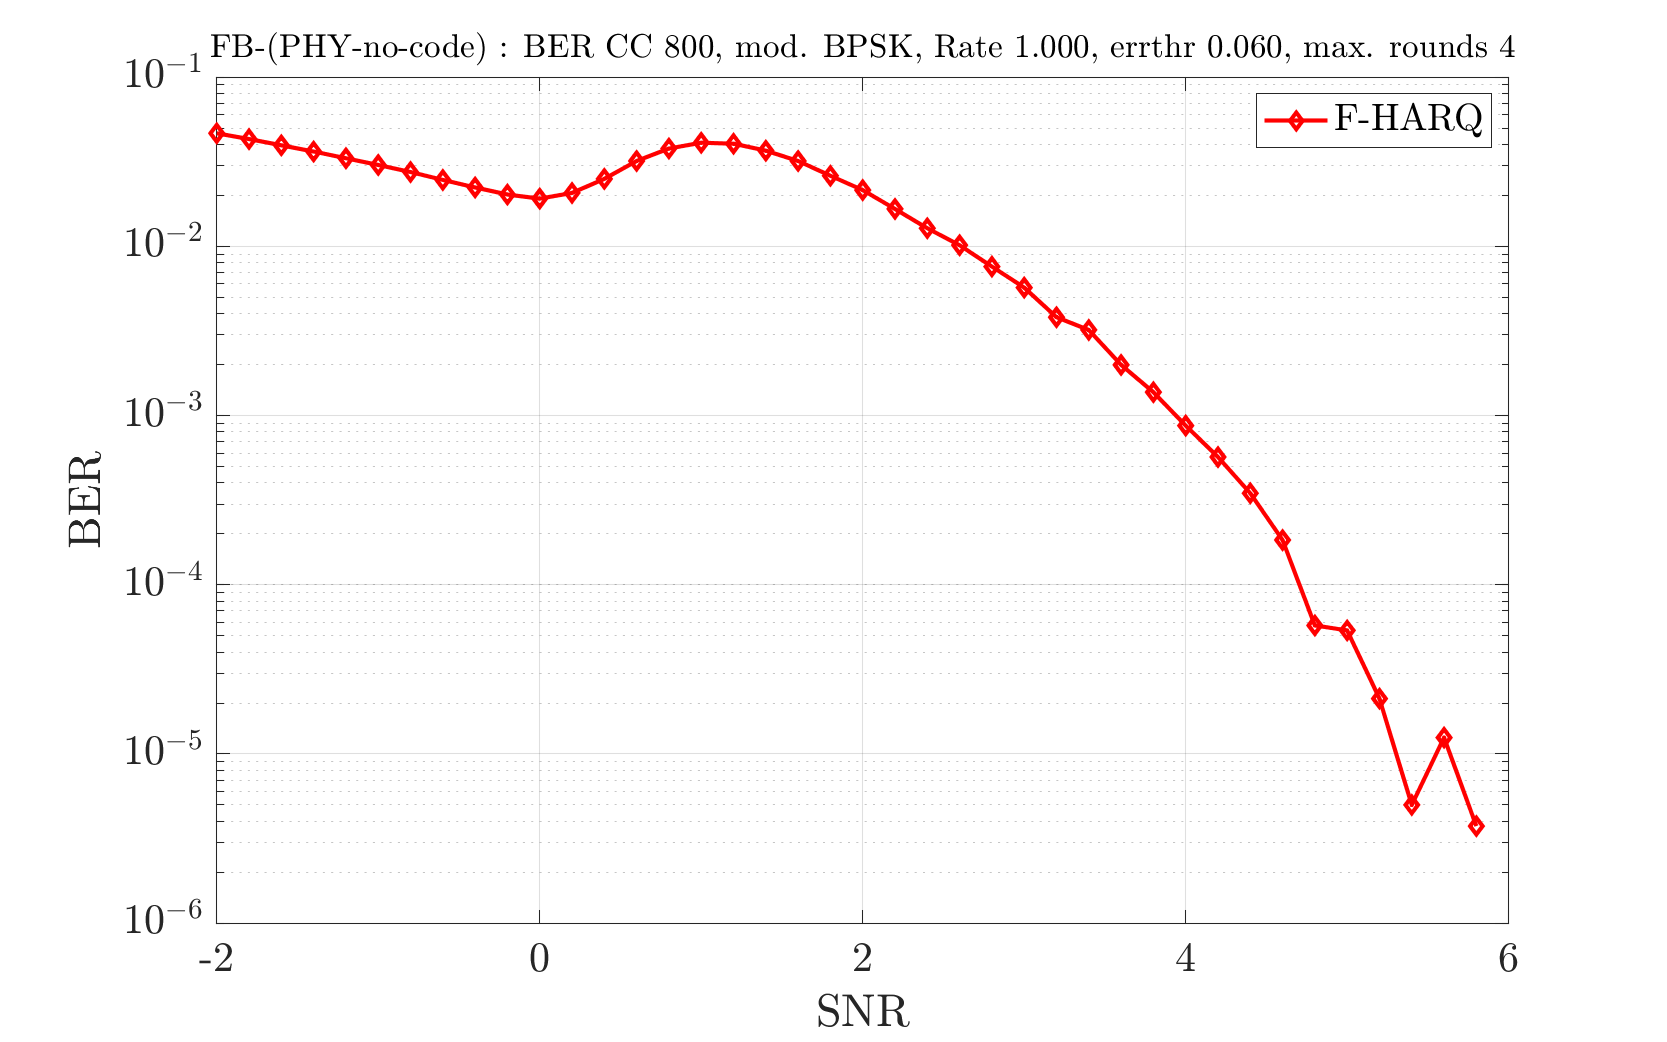 FB-(PHY-no-code) : BER CC 800, mod. BPSK, Rate 1.000, errthr 0.060, max. rounds 4
F-HARQ
10⁻¹
10⁻²
10⁻³
10⁻⁴
10⁻⁵
10⁻⁶
BER
-2 0 2 4 6
SNR